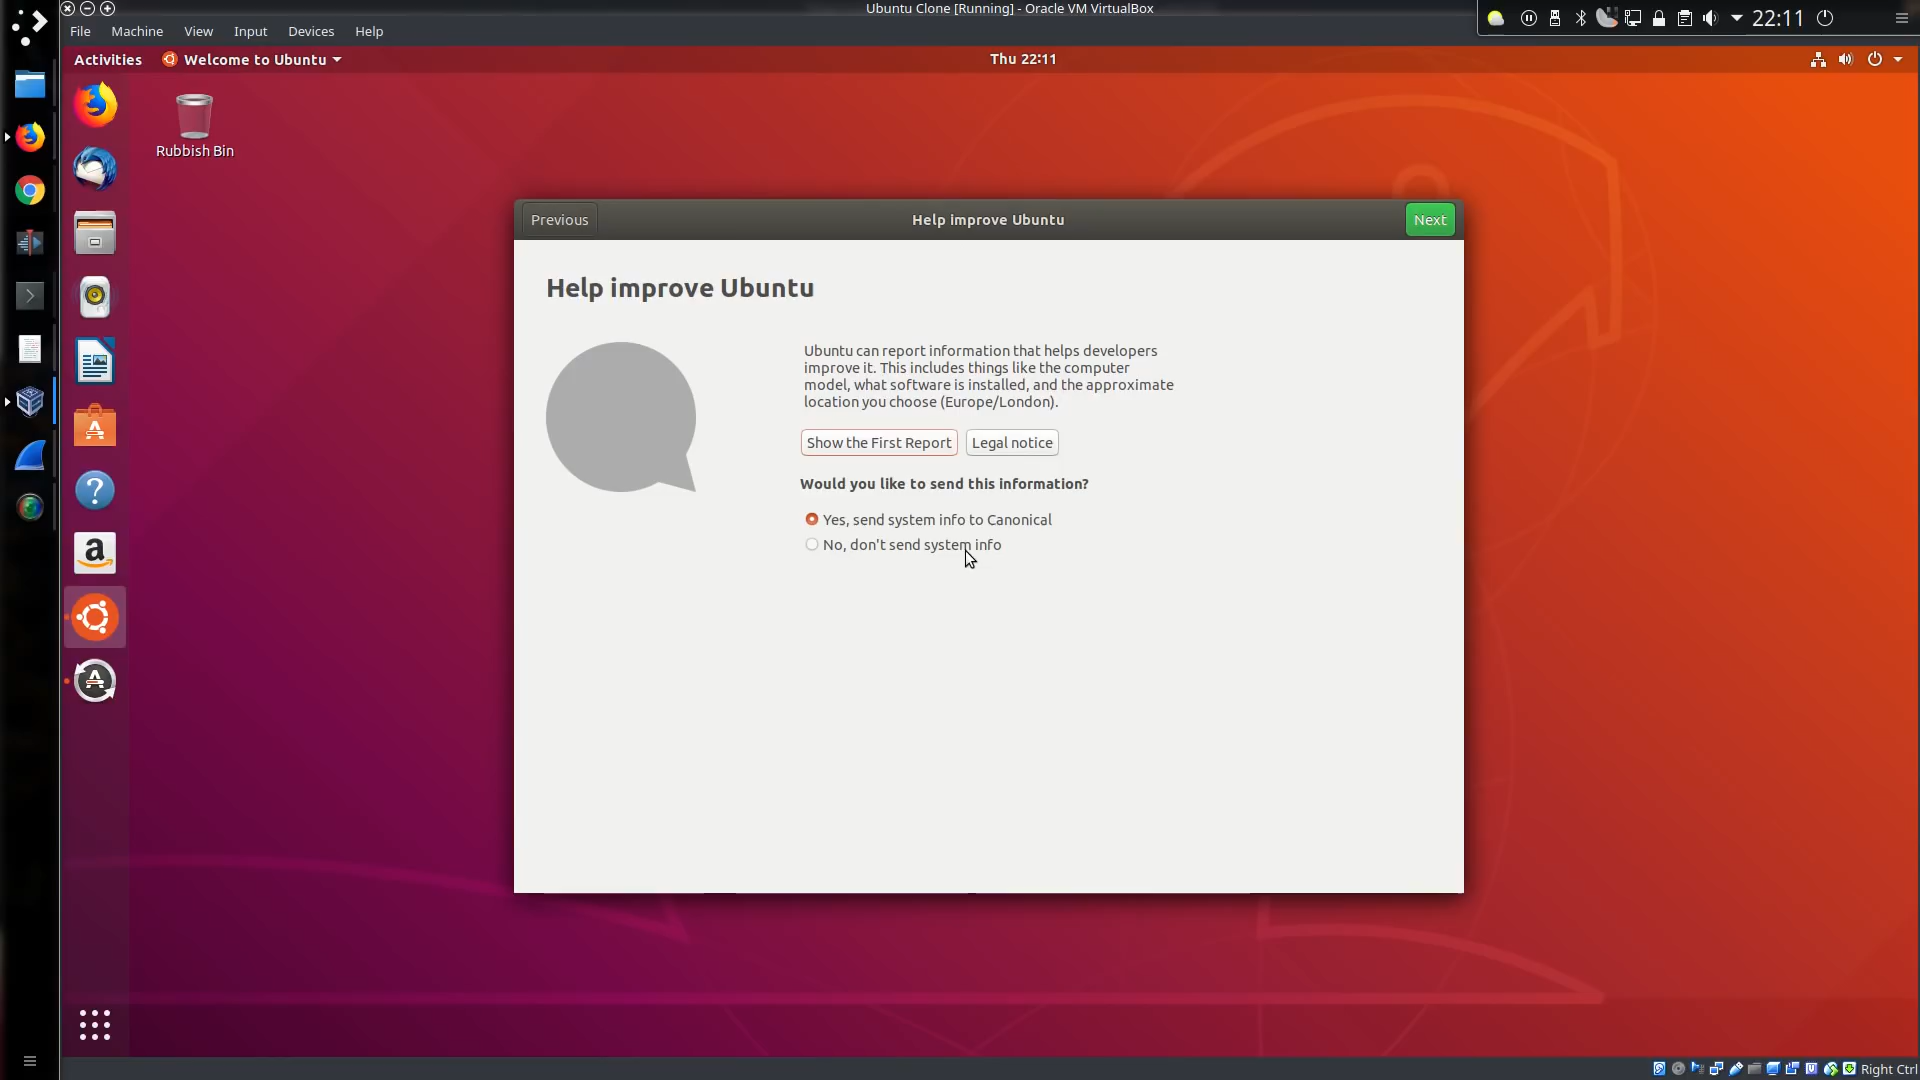 Ubuntu Clone [Running] - Oracle VM VirtualBox
File Machine View Input Devices Help
22:11
Activities Welcome to Ubuntu
Thu 22:11
Rubbish Bin
Previous
Help improve Ubuntu
Next
Help improve Ubuntu
Ubuntu can report information that helps developers
improve it. This includes things like the computer
model, what software is installed, and the approximate
location you choose (Europe/London).
Show the First Report Legal notice
Would you like to send this information?
Yes, send system info to Canonical
No, don't send system info
Right Ctrl